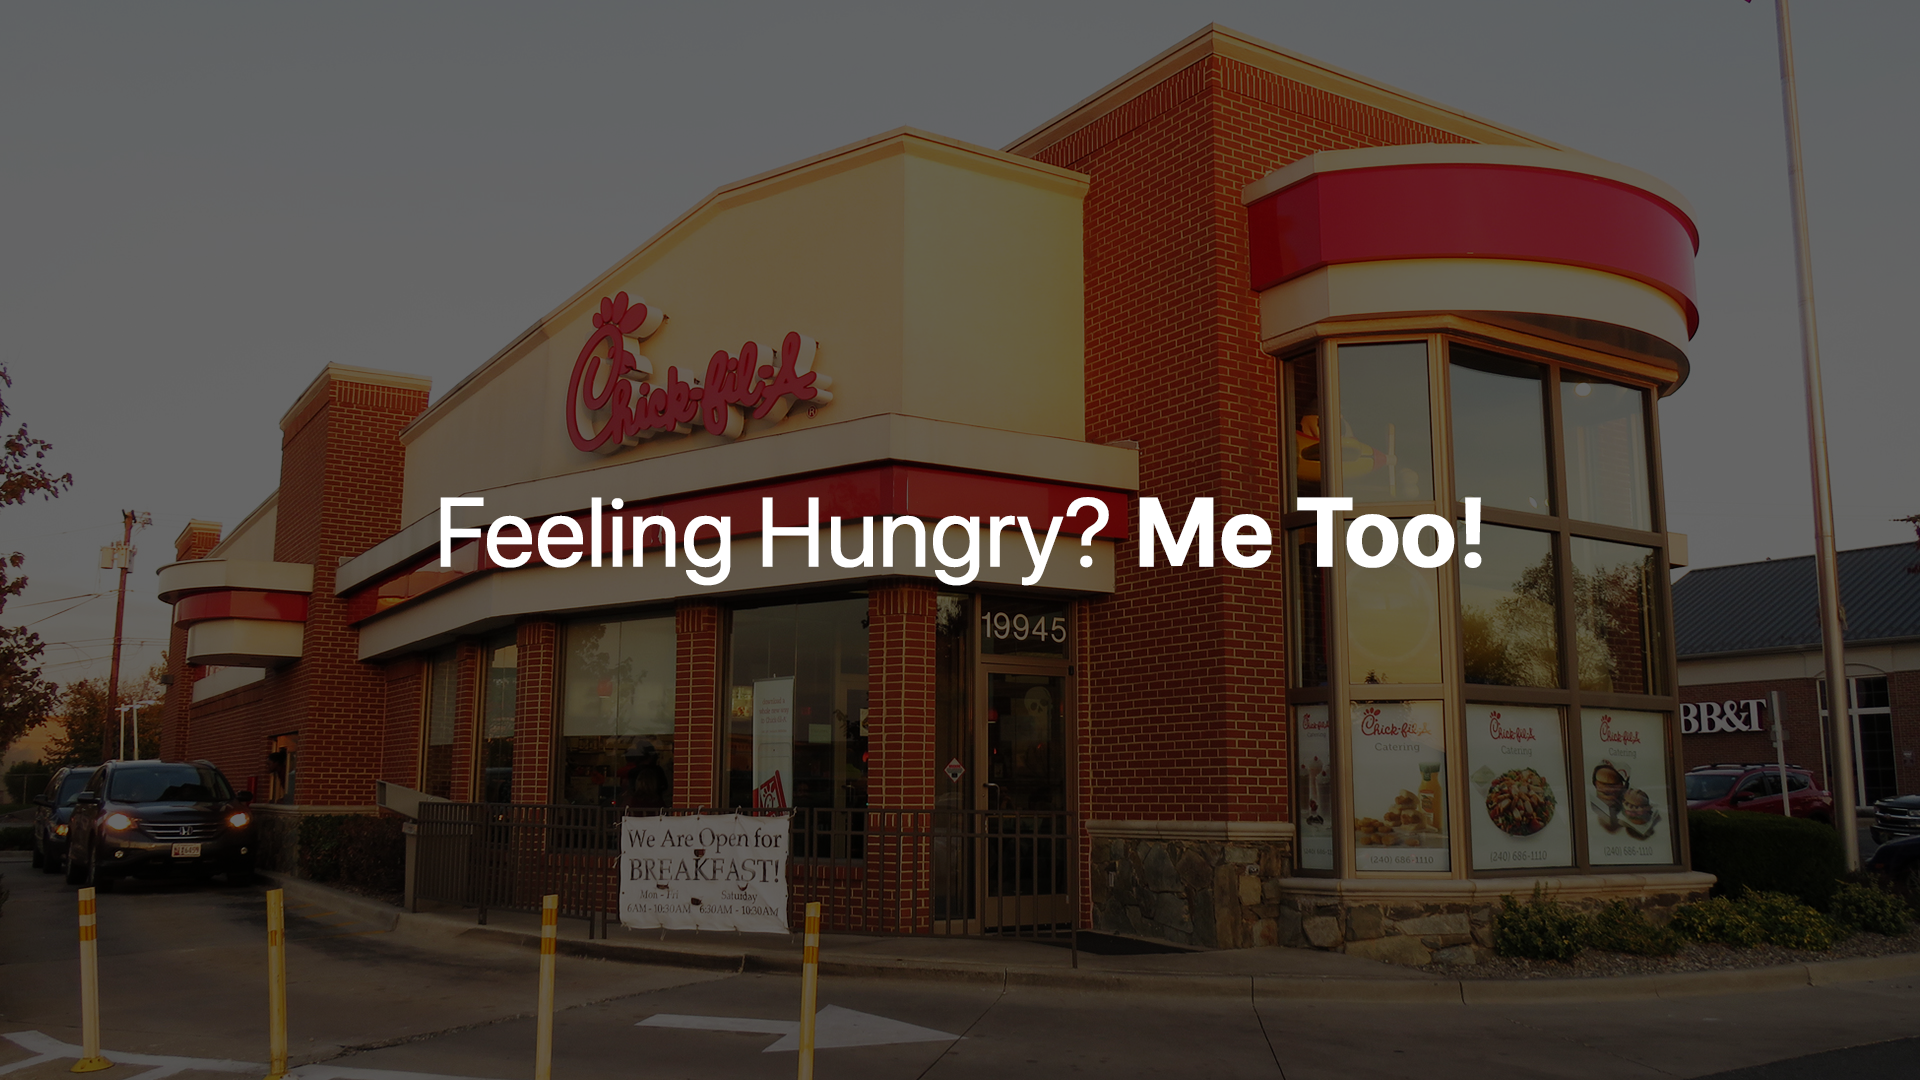 Chick-fil-A
Feeling Hungry? Me Too!
19945
We Are Open for
BREAKFAST!
Mon - Fri Saturday
6AM - 10:30AM 6:30AM - 10:30AM
Chick-fil-A
Catering
(240) 686-1110
Chick-fil-A
Catering
(240) 686-1110
Chick-fil-A
Catering
(240) 686-1110
BB&T